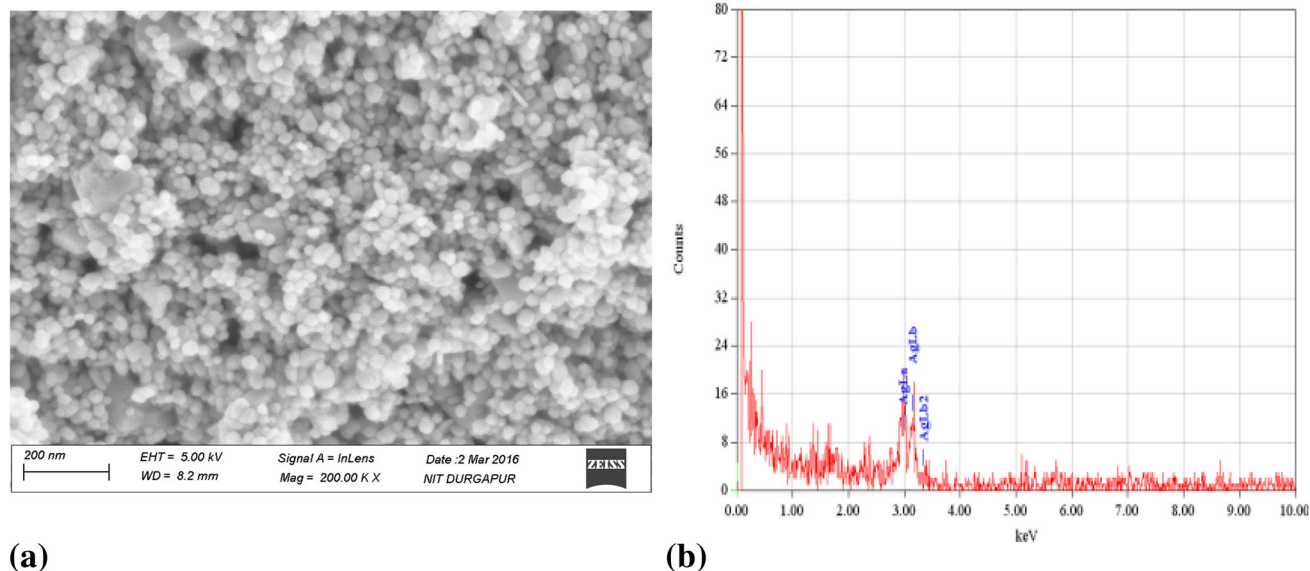 200 nm
EHT = 5.00 kV
Signal A = InLens
Date :2 Mar 2016
ZEISS
WD = 8.2 mm
Mag = 200.00 K X
NIT DURGAPUR
(a)
80
72
64
56
48
40
32
24
16
8
0
Counts
AgLa
AgLb
AgLb2
0.00 1.00 2.00 3.00 4.00 5.00 6.00 7.00 8.00 9.00 10.00
keV
(b)